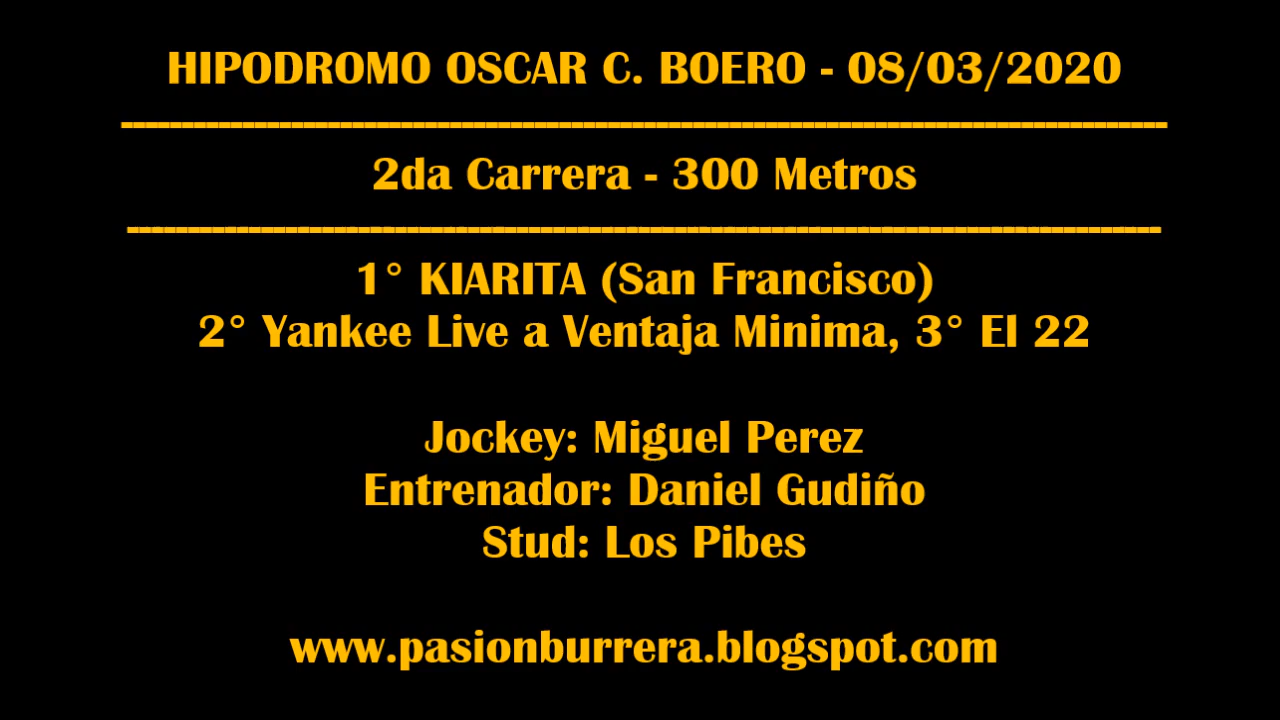 HIPODROMO OSCAR C. BOERO - 08/03/2020
2da Carrera - 300 Metros
1° KIARITA (San Francisco)
2° Yankee Live a Ventaja Minima, 3° El 22
Jockey: Miguel Perez
Entrenador: Daniel Gudiño
Stud: Los Pibes
www.pasionburrera.blogspot.com